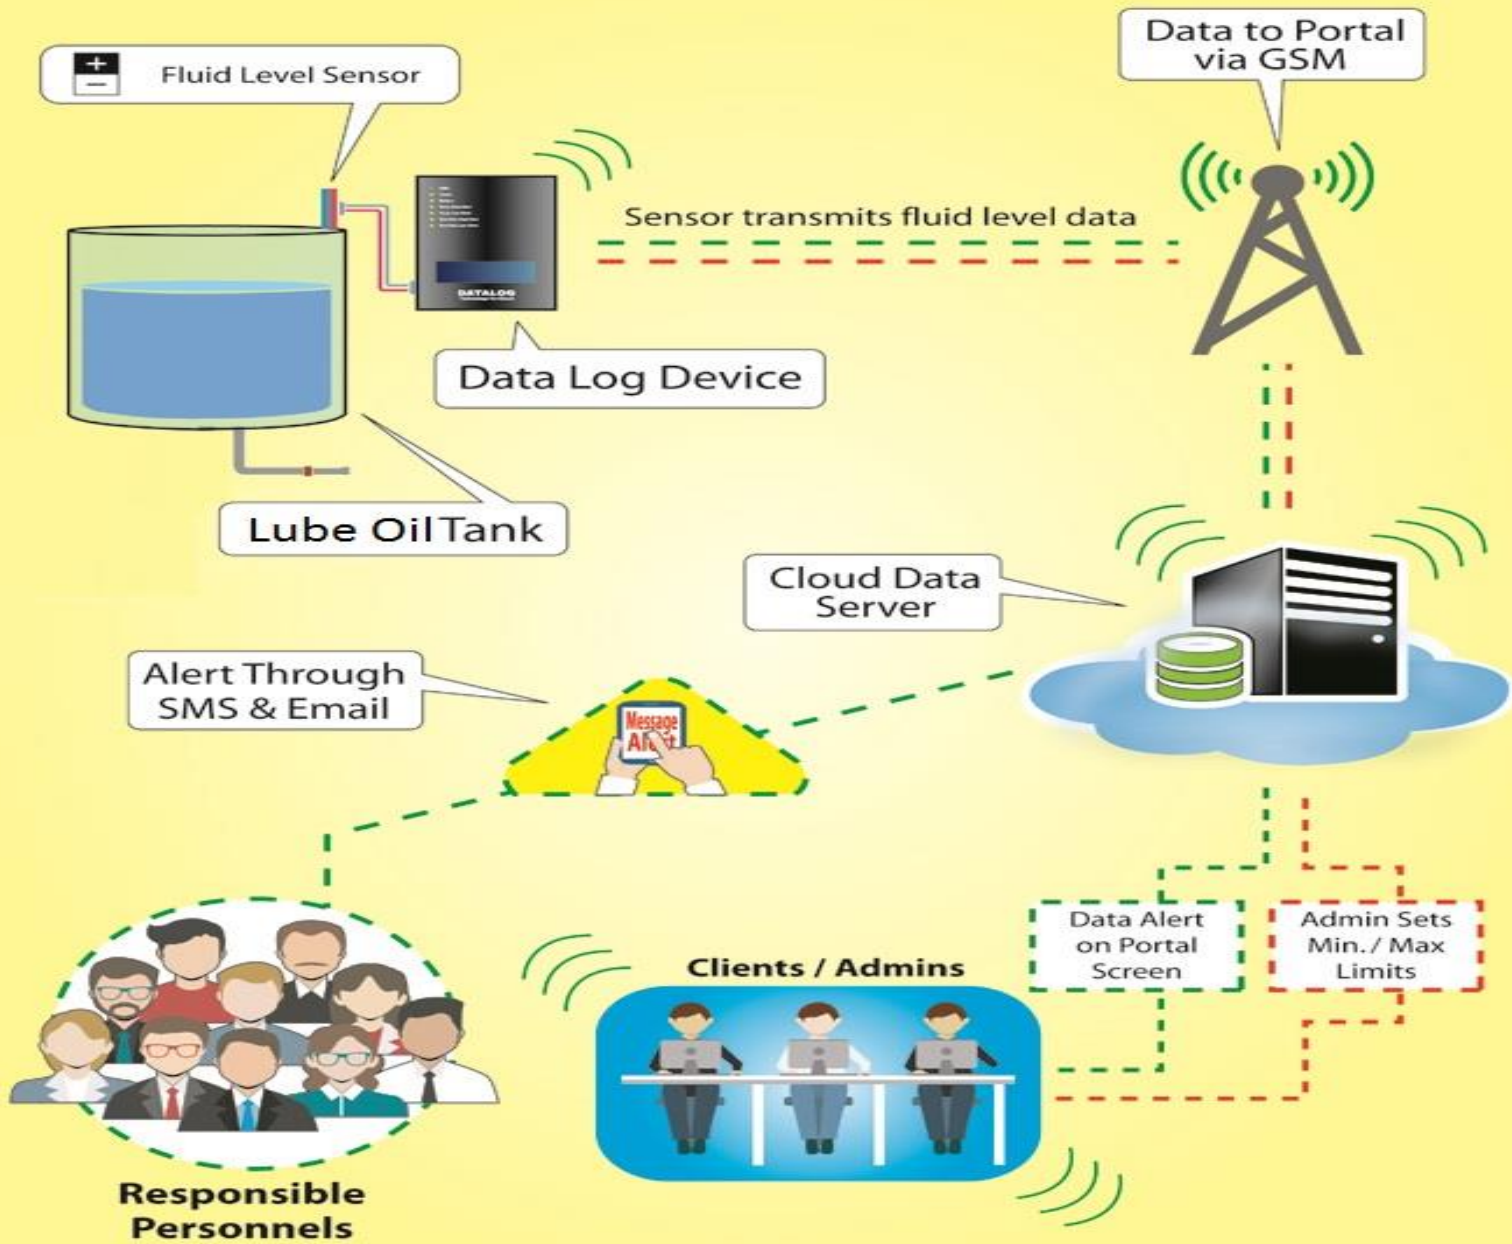 Data to Portal
via GSM
+
−
Fluid Level Sensor
Sensor transmits fluid level data
DATALOG
Data Log Device
Lube Oil Tank
Cloud Data
Server
Alert Through
SMS & Email
Message
Alert
Data Alert
on Portal
Screen
Admin Sets
Min./ Max
Limits
Clients / Admins
Responsible
Personnels